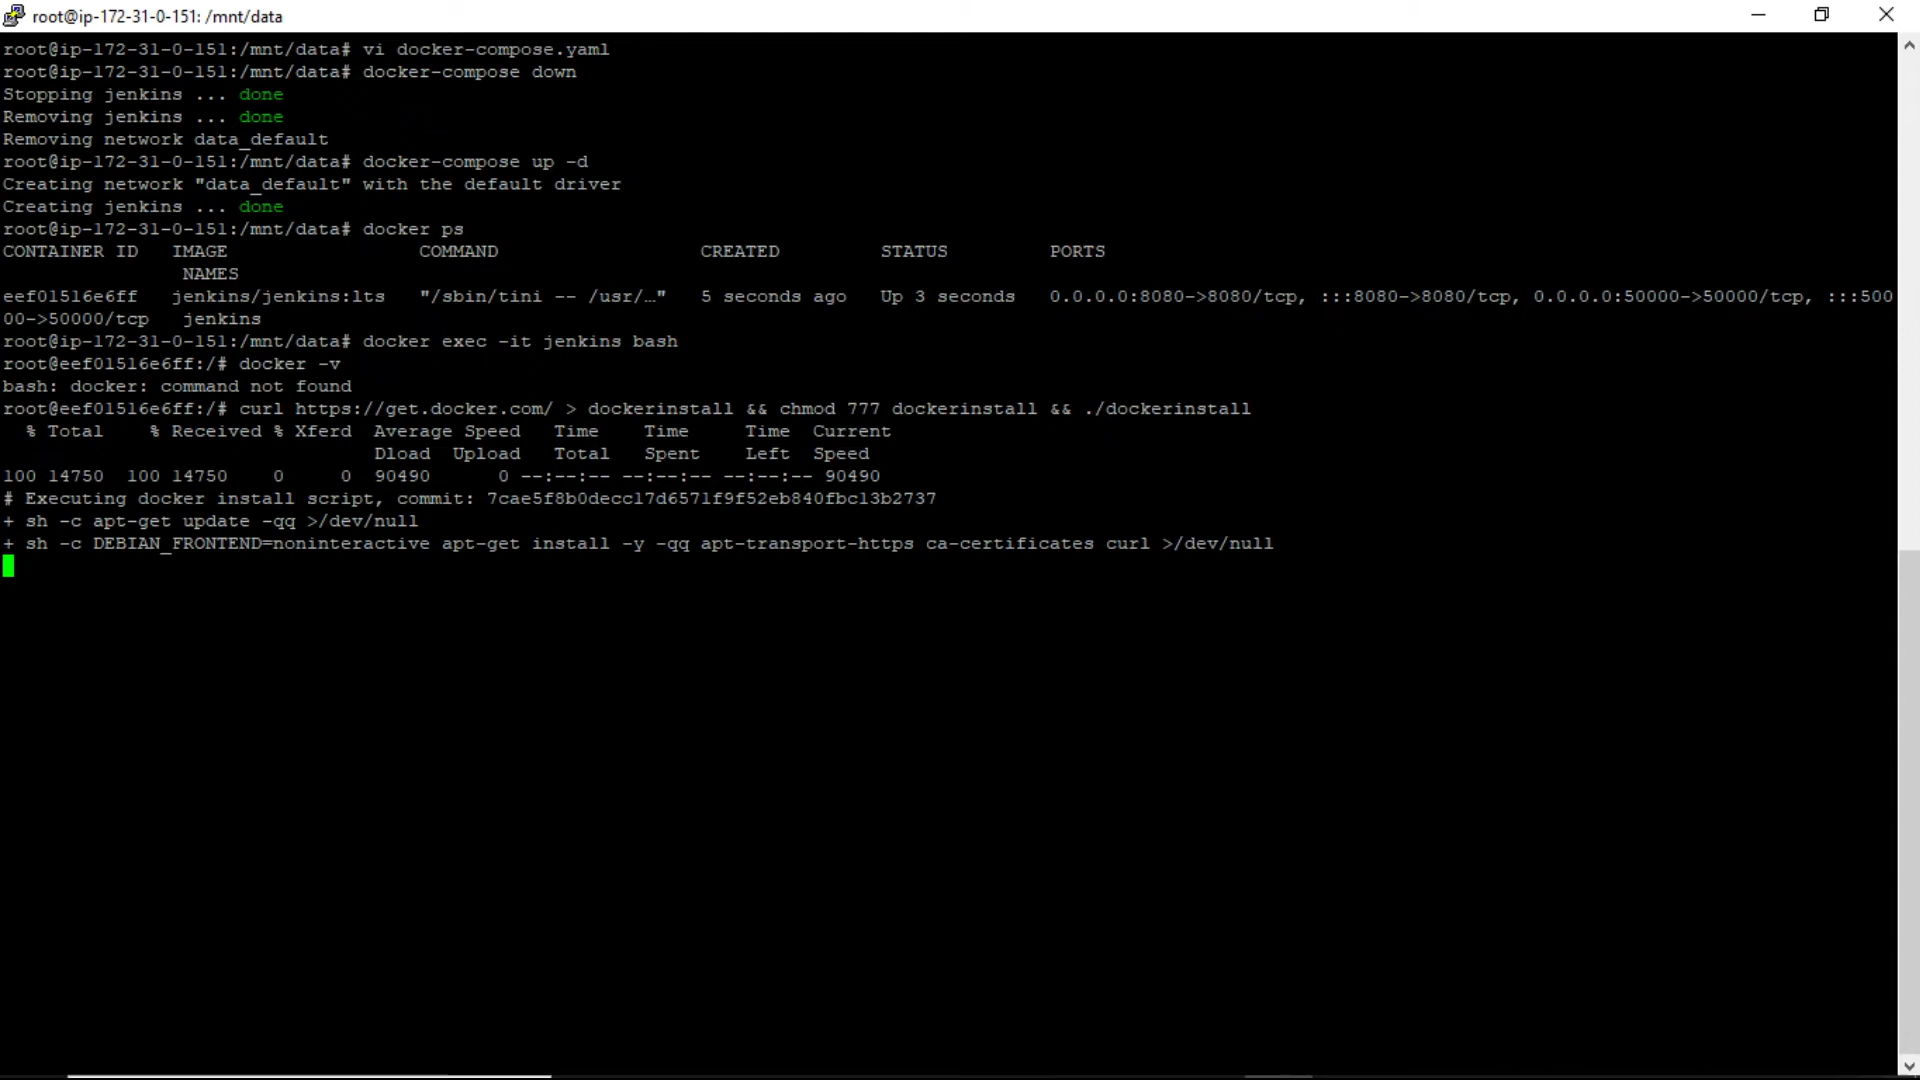 root@ip-172-31-0-151: /mnt/data
root@ip-172-31-0-151:/mnt/data# vi docker-compose.yaml
root@ip-172-31-0-151:/mnt/data# docker-compose down
Stopping jenkins ... done
Removing jenkins ... done
Removing network data_default
root@ip-172-31-0-151:/mnt/data# docker-compose up -d
Creating network "data_default" with the default driver
Creating jenkins ... done
root@ip-172-31-0-151:/mnt/data# docker ps
CONTAINER ID   IMAGE                 COMMAND                  CREATED         STATUS         PORTS
                NAMES
eef01516e6ff   jenkins/jenkins:lts   "/sbin/tini -- /usr/…"   5 seconds ago   Up 3 seconds   0.0.0.0:8080->8080/tcp, :::8080->8080/tcp, 0.0.0.0:50000->50000/tcp, :::500
00->50000/tcp   jenkins
root@ip-172-31-0-151:/mnt/data# docker exec -it jenkins bash
root@eef01516e6ff:/# docker -v
bash: docker: command not found
root@eef01516e6ff:/# curl https://get.docker.com/ > dockerinstall && chmod 777 dockerinstall && ./dockerinstall
  % Total    % Received % Xferd  Average Speed   Time    Time     Time  Current
                                 Dload  Upload   Total   Spent    Left  Speed
100 14750  100 14750    0     0  90490      0 --:--:-- --:--:-- --:--:-- 90490
# Executing docker install script, commit: 7cae5f8b0decc17d6571f9f52eb840fbc13b2737
+ sh -c apt-get update -qq >/dev/null
+ sh -c DEBIAN_FRONTEND=noninteractive apt-get install -y -qq apt-transport-https ca-certificates curl >/dev/null